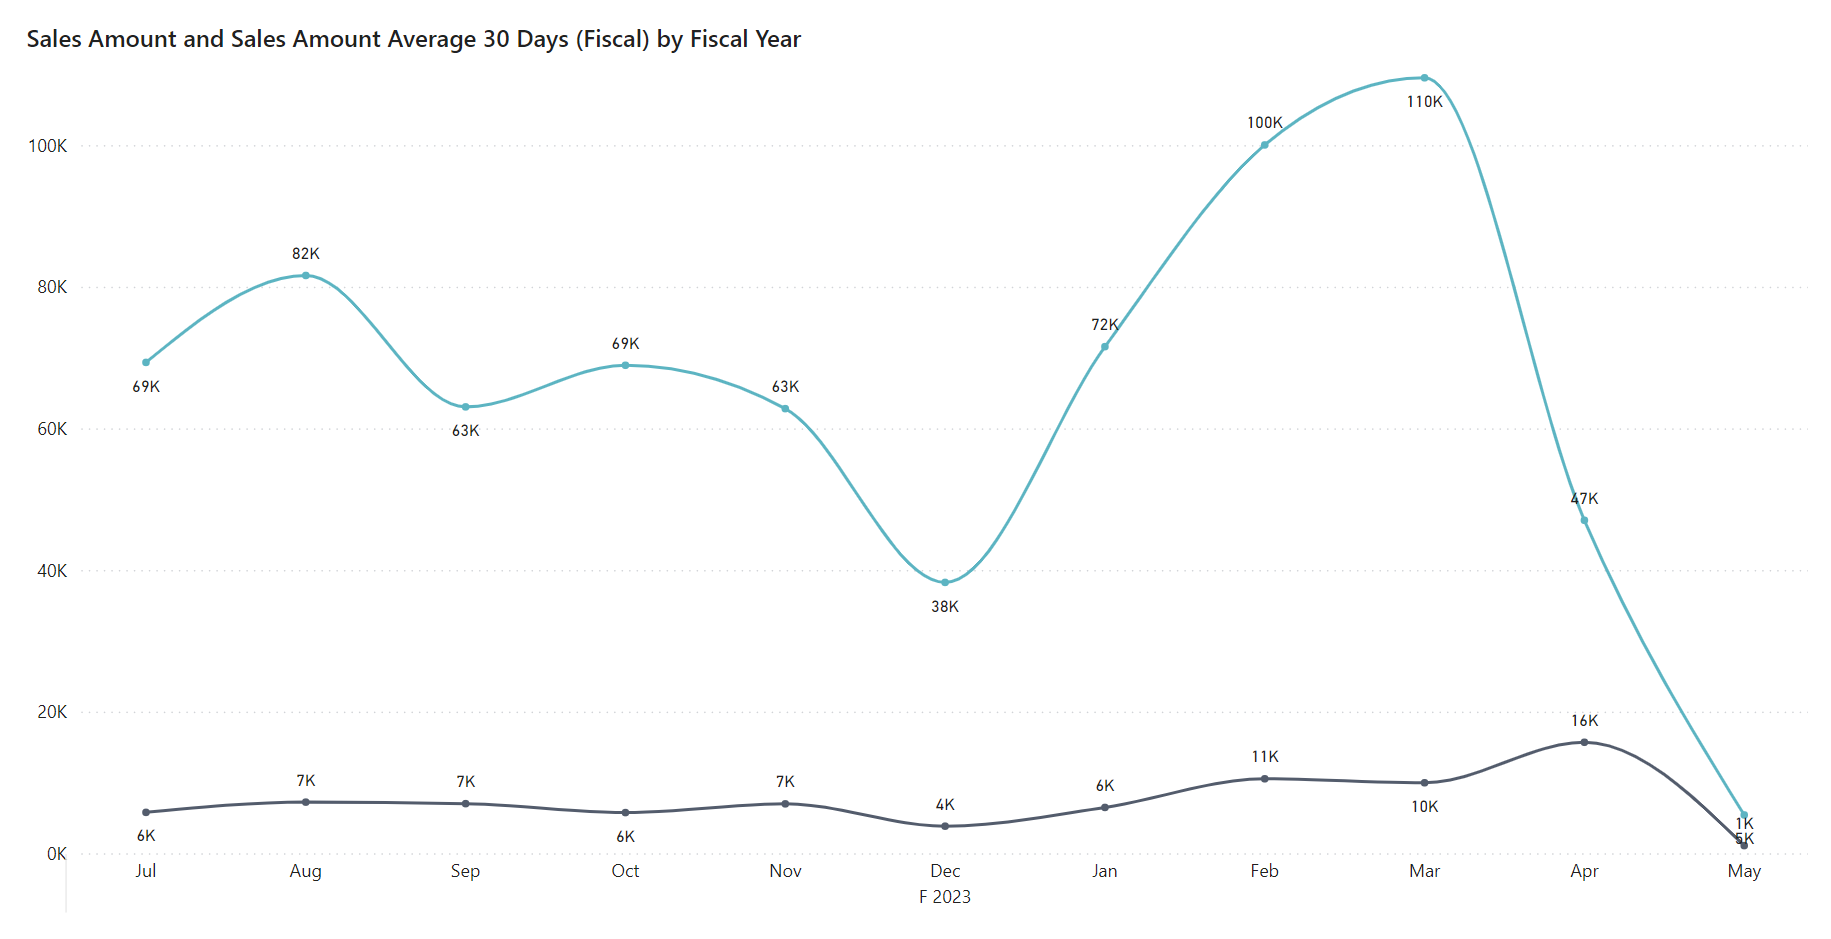 Sales Amount and Sales Amount Average 30 Days (Fiscal) by Fiscal Year
110K
100K
100K
82K
80K
72K
69K
69K
63K
63K
60K
47K
40K
38K
20K
16K
11K
7K
7K
7K
6K
4K
10K
6K
6K
1K
5K
0K
Jul Aug Sep Oct Nov Dec Jan Feb Mar Apr May
F 2023